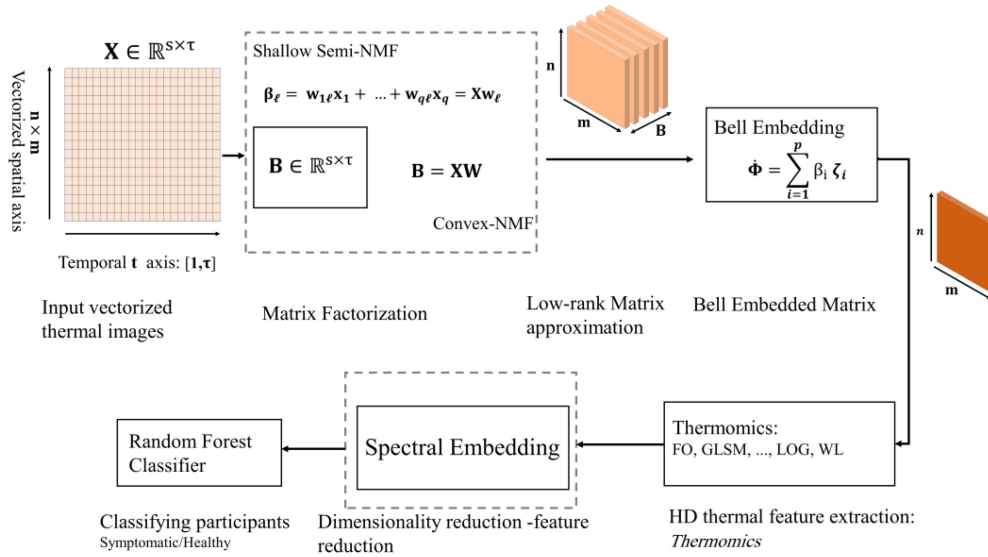 X ∈ ℝ^{s×τ}
Vectorized spatial axis
n × m
Temporal t axis: [1,τ]
Input vectorized
thermal images
Shallow Semi-NMF
β_ℓ = w_{1ℓ}x_1 + ...+ w_{qℓ}x_q = Xw_ℓ
B ∈ ℝ^{s×τ}
B = XW
Convex-NMF
Matrix Factorization
n
m
B
Low-rank Matrix
approximation
Bell Embedding
Φ̇ = ∑_{i=1}^{p} β_i ζ_i
Bell Embedded Matrix
n
m
Thermomics:
FO, GLSM, ..., LOG, WL
HD thermal feature extraction:
Thermomics
Spectral Embedding
Dimensionality reduction -feature
reduction
Random Forest
Classifier
Classifying participants
Symptomatic/Healthy